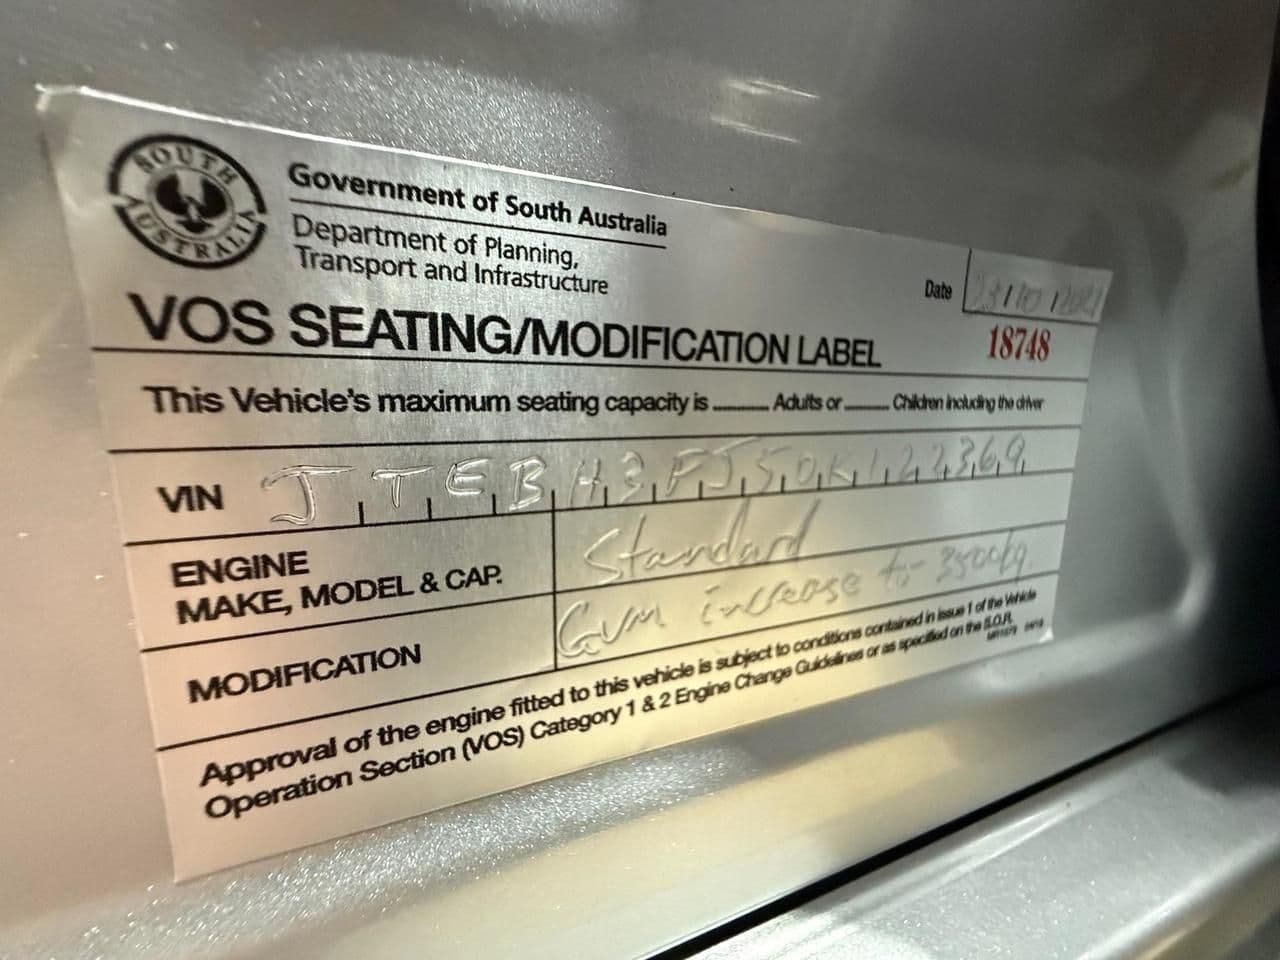 SOUTH AUSTRALIA
Government of South Australia
Department of Planning,
Transport and Infrastructure
Date
VOS SEATING/MODIFICATION LABEL
18748
This Vehicle's maximum seating capacity is ........ Adults or ........ Children including the driver
VIN JTEBH3FJ50K122369
ENGINE
MAKE, MODEL & CAP. Standard
MODIFICATION GVM increase to 3500kg
Approval of the engine fitted to this vehicle is subject to conditions contained in Issue 1 of the Vehicle
Operation Section (VOS) Category 1 & 2 Engine Change Guidelines or as specified on the S.O.R.